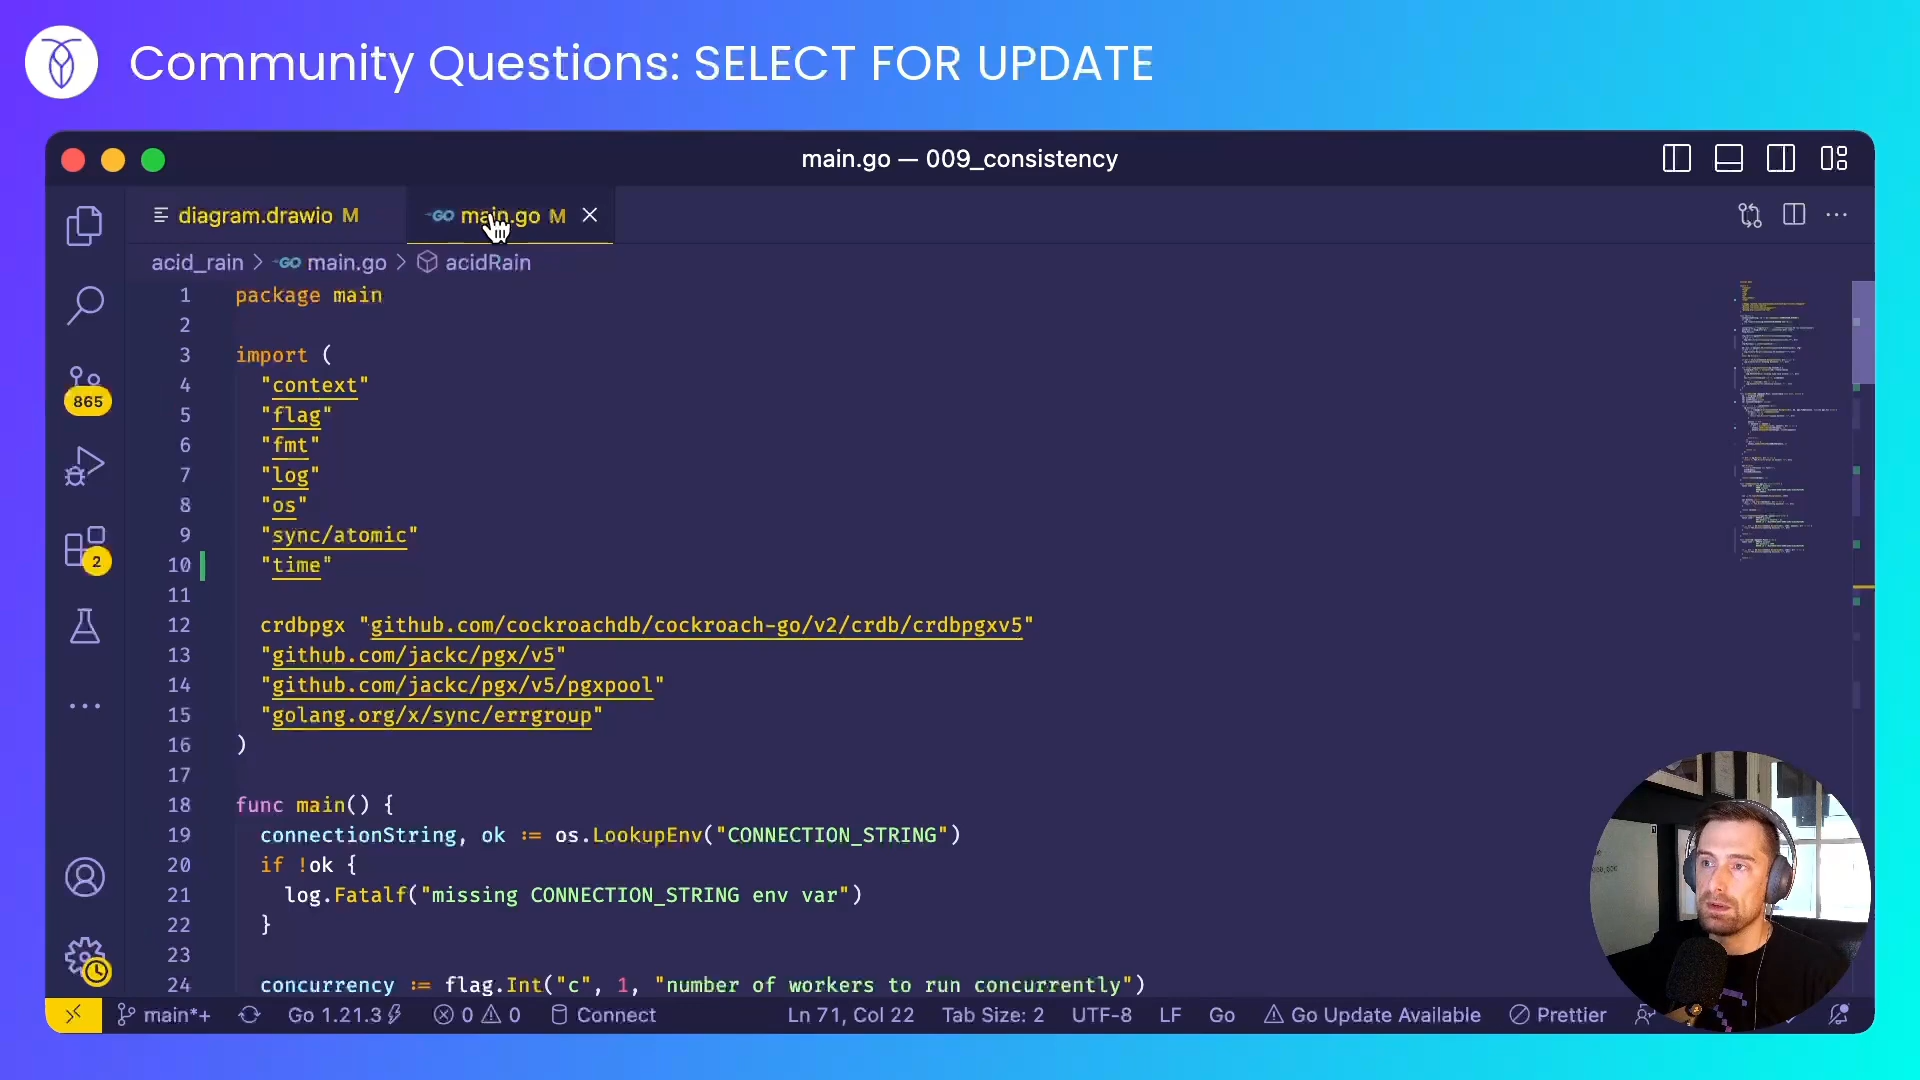 Community Questions: SELECT FOR UPDATE
main.go — 009_consistency
diagram.drawio M
GO main.go M
acid_rain > GO main.go > acidRain
1 package main
2
3 import (
4 "context"
5 "flag"
6 "fmt"
7 "log"
8 "os"
9 "sync/atomic"
10 "time"
11
12 crdbpgx "github.com/cockroachdb/cockroach-go/v2/crdb/crdbpgxv5"
13 "github.com/jackc/pgx/v5"
14 "github.com/jackc/pgx/v5/pgxpool"
15 "golang.org/x/sync/errgroup"
16 )
17
18 func main() {
19 connectionString, ok := os.LookupEnv("CONNECTION_STRING")
20 if !ok {
21 log.Fatalf("missing CONNECTION_STRING env var")
22 }
23
24 concurrency := flag.Int("c", 1, "number of workers to run concurrently")
865
2
main*+ Go 1.21.3 0 0 Connect Ln 71, Col 22 Tab Size: 2 UTF-8 LF Go Go Update Available Prettier